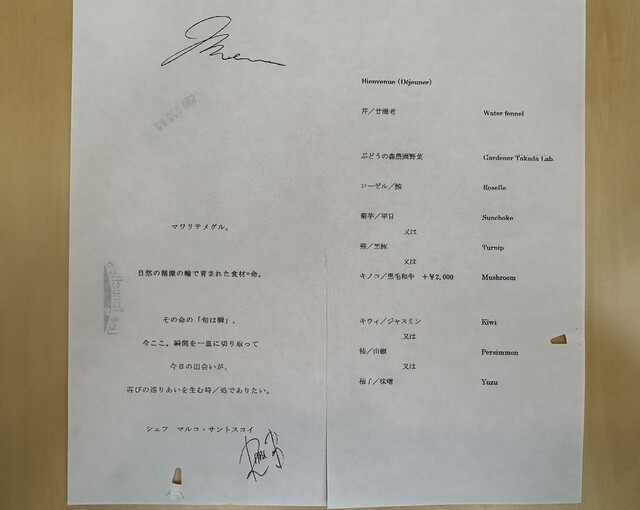 Menu
マワリテメグル。
自然の循環の輪で育まれた食材=命。
その命の「旬は瞬」。
今ここ。瞬間を一皿に切り取って
今日の出会いが、
再びの巡りあいを生む時/処でありたい。
シェフ マルコ・サントスコイ
Bienvenue (Déjeuner)
芹/甘海老 Water fennel
ぶどうの森農園野菜 Gardener Takada Lab.
ローゼル/鮪 Roselle
菊芋/平目 Sunchoke
又は
蕪/黒豚 Turnip
又は
キノコ/黒毛和牛 +¥2,000 Mushroom
キウィ/ジャスミン Kiwi
又は
柿/山椒 Persimmon
又は
柚子/味噌 Yuzu